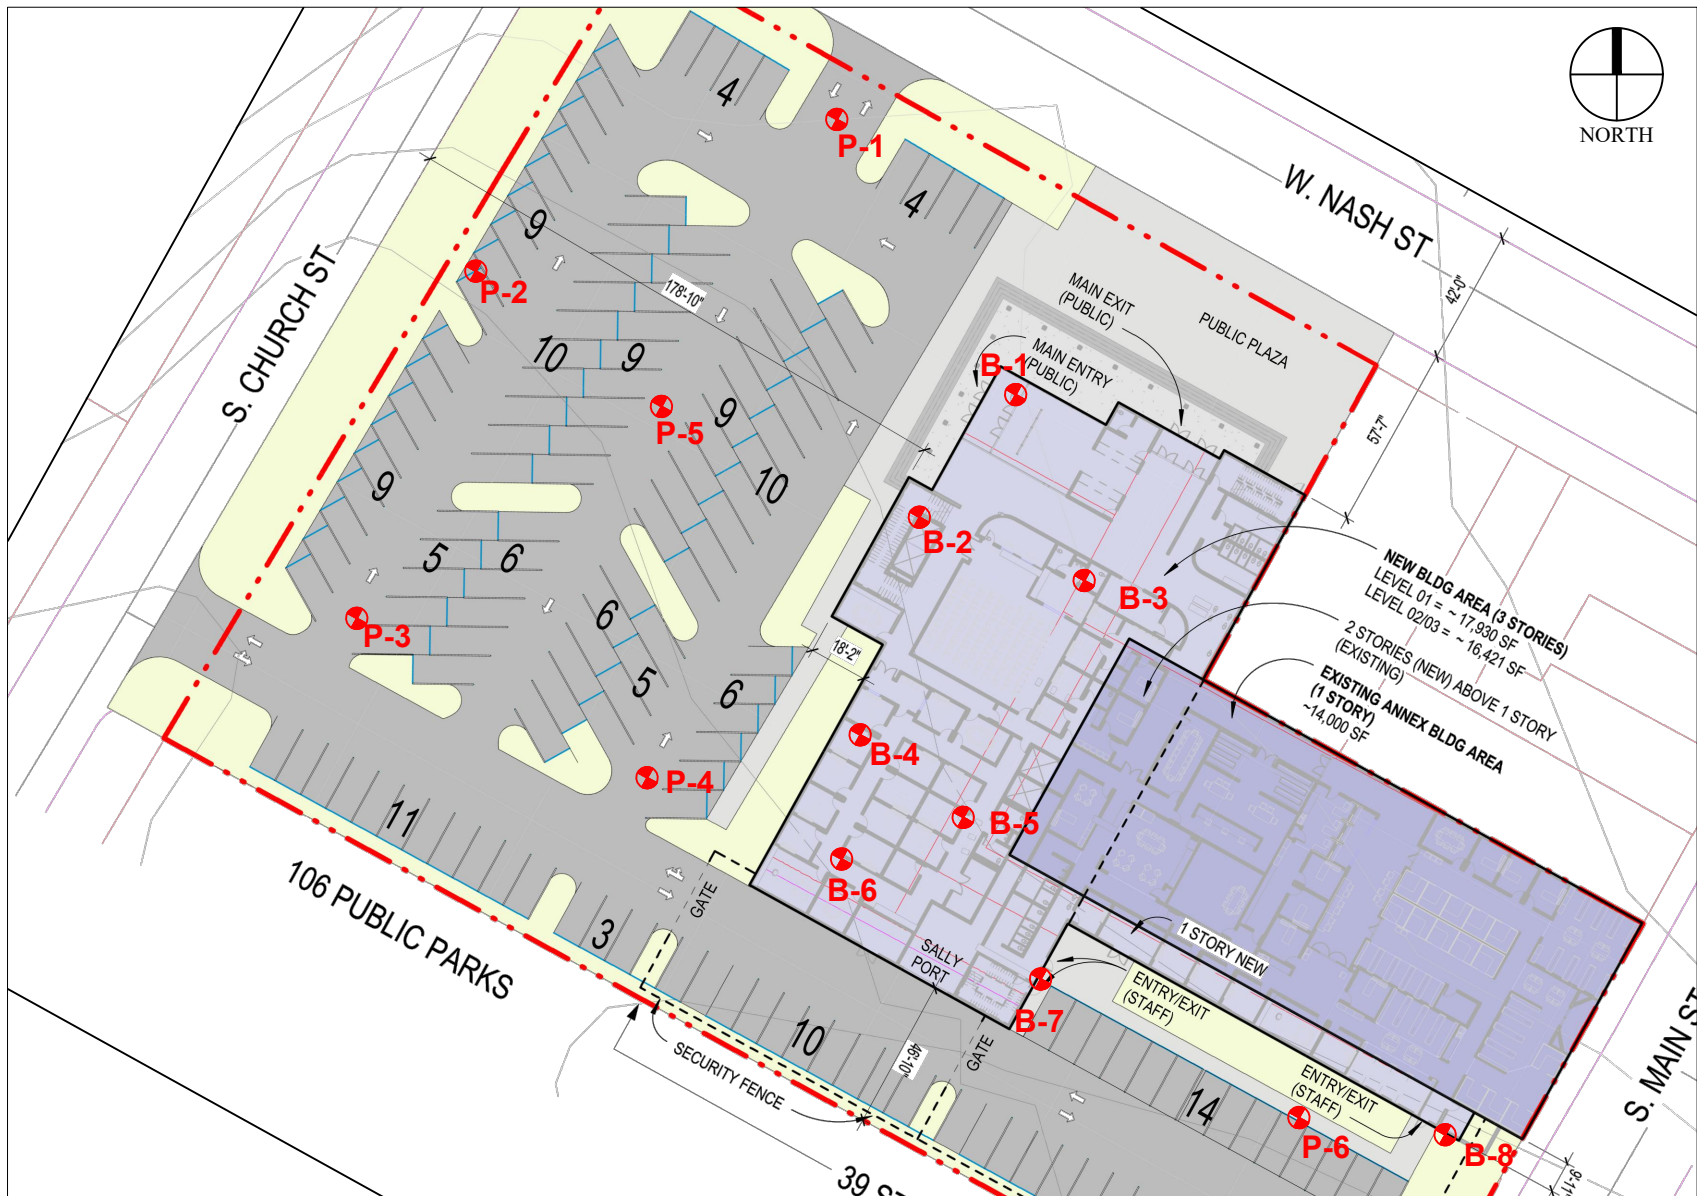 NORTH
W. NASH ST
S. CHURCH ST
4
P-1
4
9
P-2
178'-10"
42'-0"
57'-7"
MAIN EXIT
(PUBLIC)
PUBLIC PLAZA
MAIN ENTRY
(PUBLIC)
B-1
10
9
P-5
9
10
9
B-2
B-3
5
6
P-3
6
5
6
18'-2"
NEW BLDG AREA (3 STORIES)
LEVEL 01 = ~ 17,930 SF
LEVEL 02/03 = ~ 16,421 SF
2 STORIES (NEW) ABOVE 1 STORY
(EXISTING)
EXISTING ANNEX BLDG AREA
(1 STORY)
~14,000 SF
B-4
P-4
B-5
B-6
11
3
106 PUBLIC PARKS
GATE
SALLY
PORT
1 STORY NEW
ENTRY/EXIT
(STAFF)
B-7
10
46'-10"
GATE
SECURITY FENCE
14
ENTRY/EXIT
(STAFF)
P-6
B-8
S. MAIN ST
39